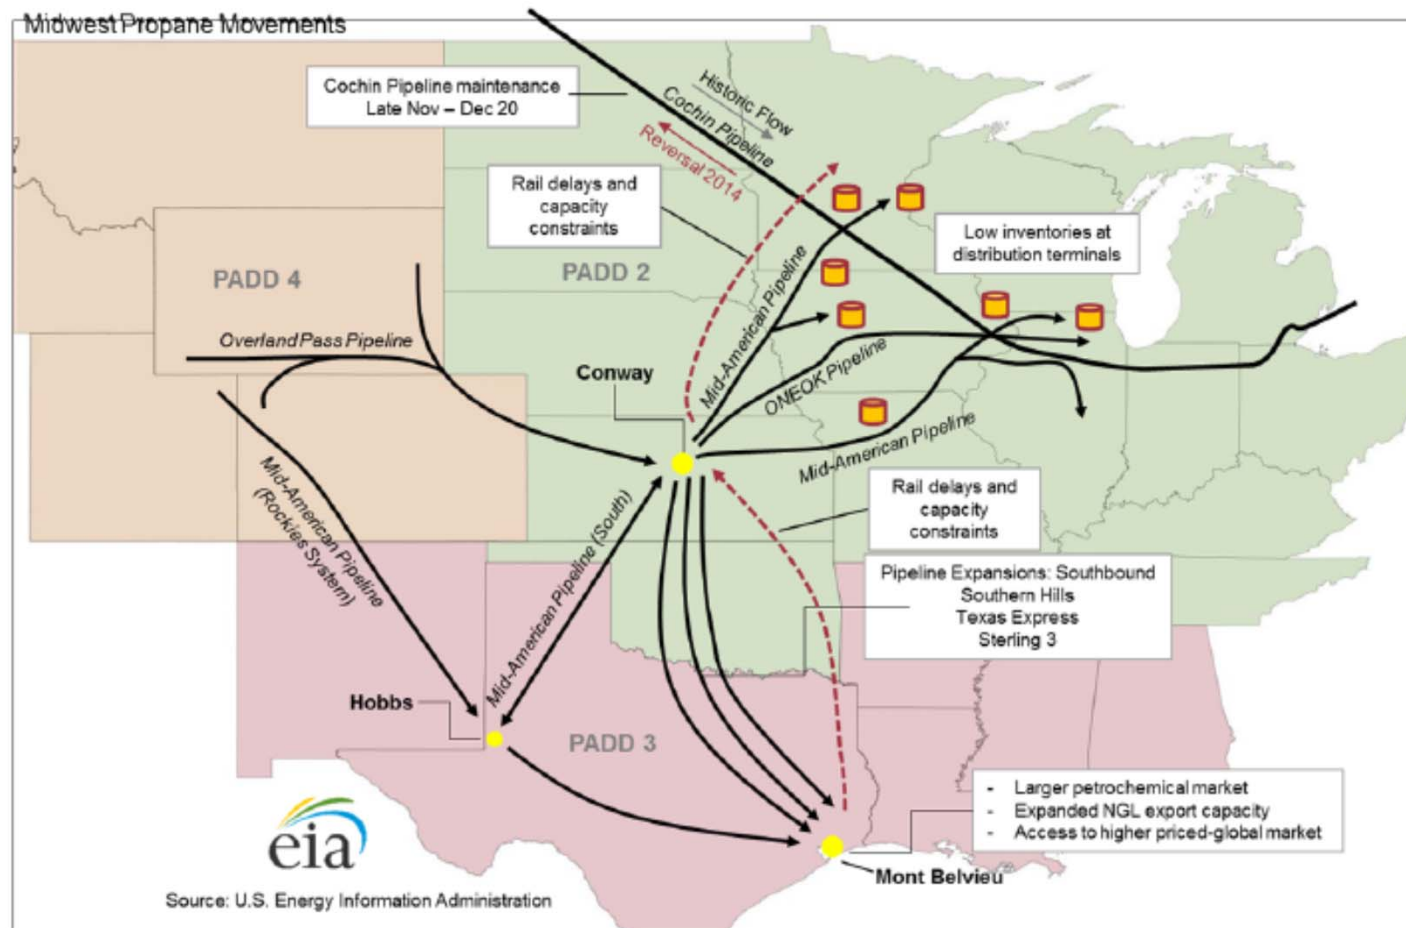 Midwest Propane Movements
Cochin Pipeline maintenance
Late Nov – Dec 20
Historic Flow
Cochin Pipeline
Reversal 2014
Rail delays and
capacity
constraints
Low inventories at
distribution terminals
PADD 4
PADD 2
Overland Pass Pipeline
Mid-American Pipeline
Conway
ONEOK Pipeline
Mid-American Pipeline
Mid-American Pipeline
(Rockies System)
Mid-American Pipeline (South)
Rail delays and
capacity
constraints
Pipeline Expansions: Southbound
Southern Hills
Texas Express
Sterling 3
Hobbs
PADD 3
- Larger petrochemical market
- Expanded NGL export capacity
- Access to higher priced-global market
eia
Mont Belvieu
Source: U.S. Energy Information Administration